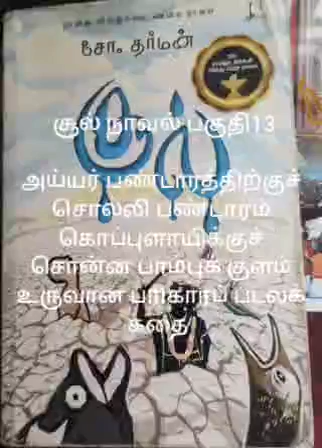 சோ. தர்மன்
சூல்
சூல் நாவல் பகுதி13
அய்யர் பண்டாரத்திற்குச்
சொல்லி பண்டாரம்
கொப்புளாயிக்குச்
சொன்ன பாம்புக் குளம்
உருவான பரிகாரப் படலக்
கதை